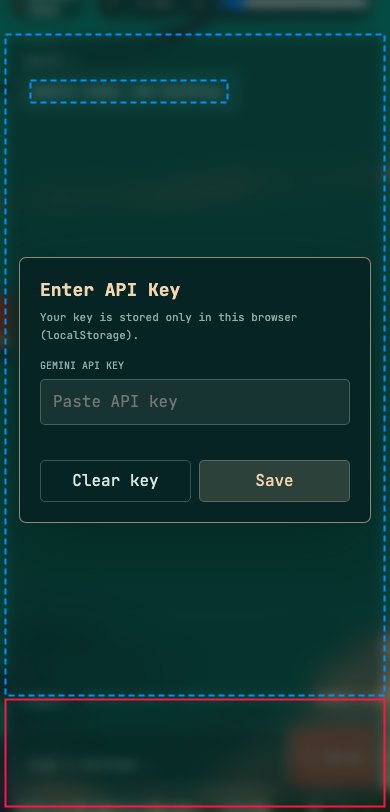 Enter API Key
Your key is stored only in this browser
(localStorage).
GEMINI API KEY
Paste API key
Clear key
Save